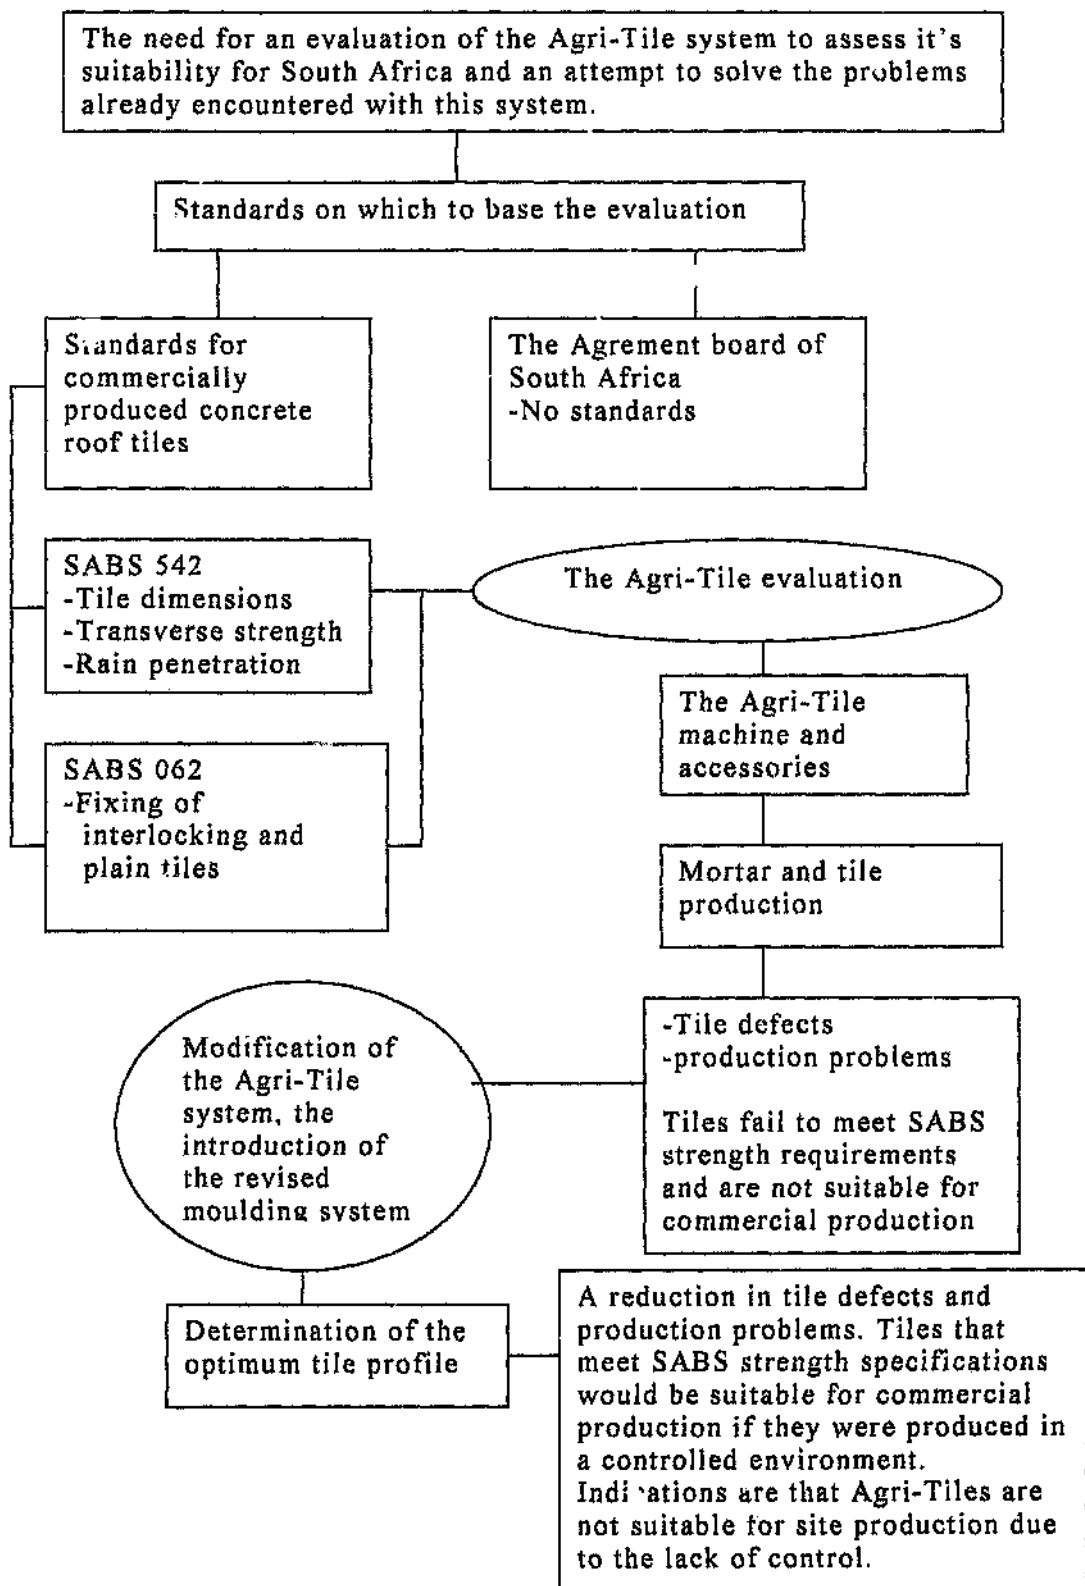 The need for an evaluation of the Agri-Tile system to assess it's
suitability for South Africa and an attempt to solve the problems
already encountered with this system.
Standards on which to base the evaluation
Standards for
commercially
produced concrete
roof tiles
The Agrement board of
South Africa
-No standards
SABS 542
-Tile dimensions
-Transverse strength
-Rain penetration
The Agri-Tile evaluation
The Agri-Tile
machine and
accessories
SABS 062
-Fixing of
interlocking and
plain tiles
Mortar and tile
production
-Tile defects
-production problems
Tiles fail to meet SABS
strength requirements
and are not suitable for
commercial production
Modification of
the Agri-Tile
system, the
introduction of
the revised
moulding system
Determination of the
optimum tile profile
A reduction in tile defects and
production problems. Tiles that
meet SABS strength specifications
would be suitable for commercial
production if they were produced in
a controlled environment.
Indications are that Agri-Tiles are
not suitable for site production due
to the lack of control.